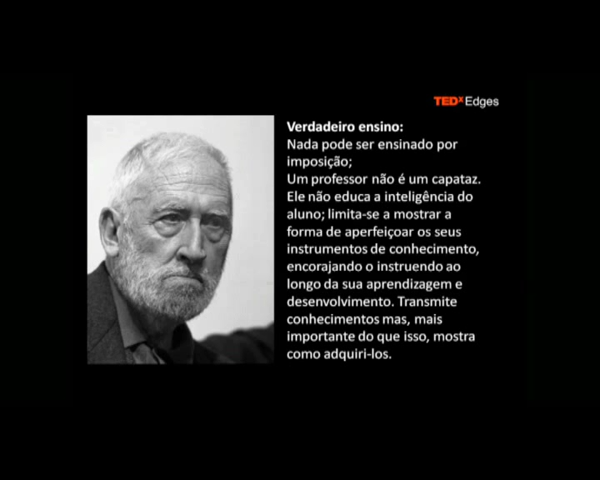 TEDx Edges
Verdadeiro ensino:
Nada pode ser ensinado por
imposição;
Um professor não é um capataz.
Ele não educa a inteligência do
aluno; limita-se a mostrar a
forma de aperfeiçoar os seus
instrumentos de conhecimento,
encorajando o instruendo ao
longo da sua aprendizagem e
desenvolvimento. Transmite
conhecimentos mas, mais
importante do que isso, mostra
como adquiri-los.